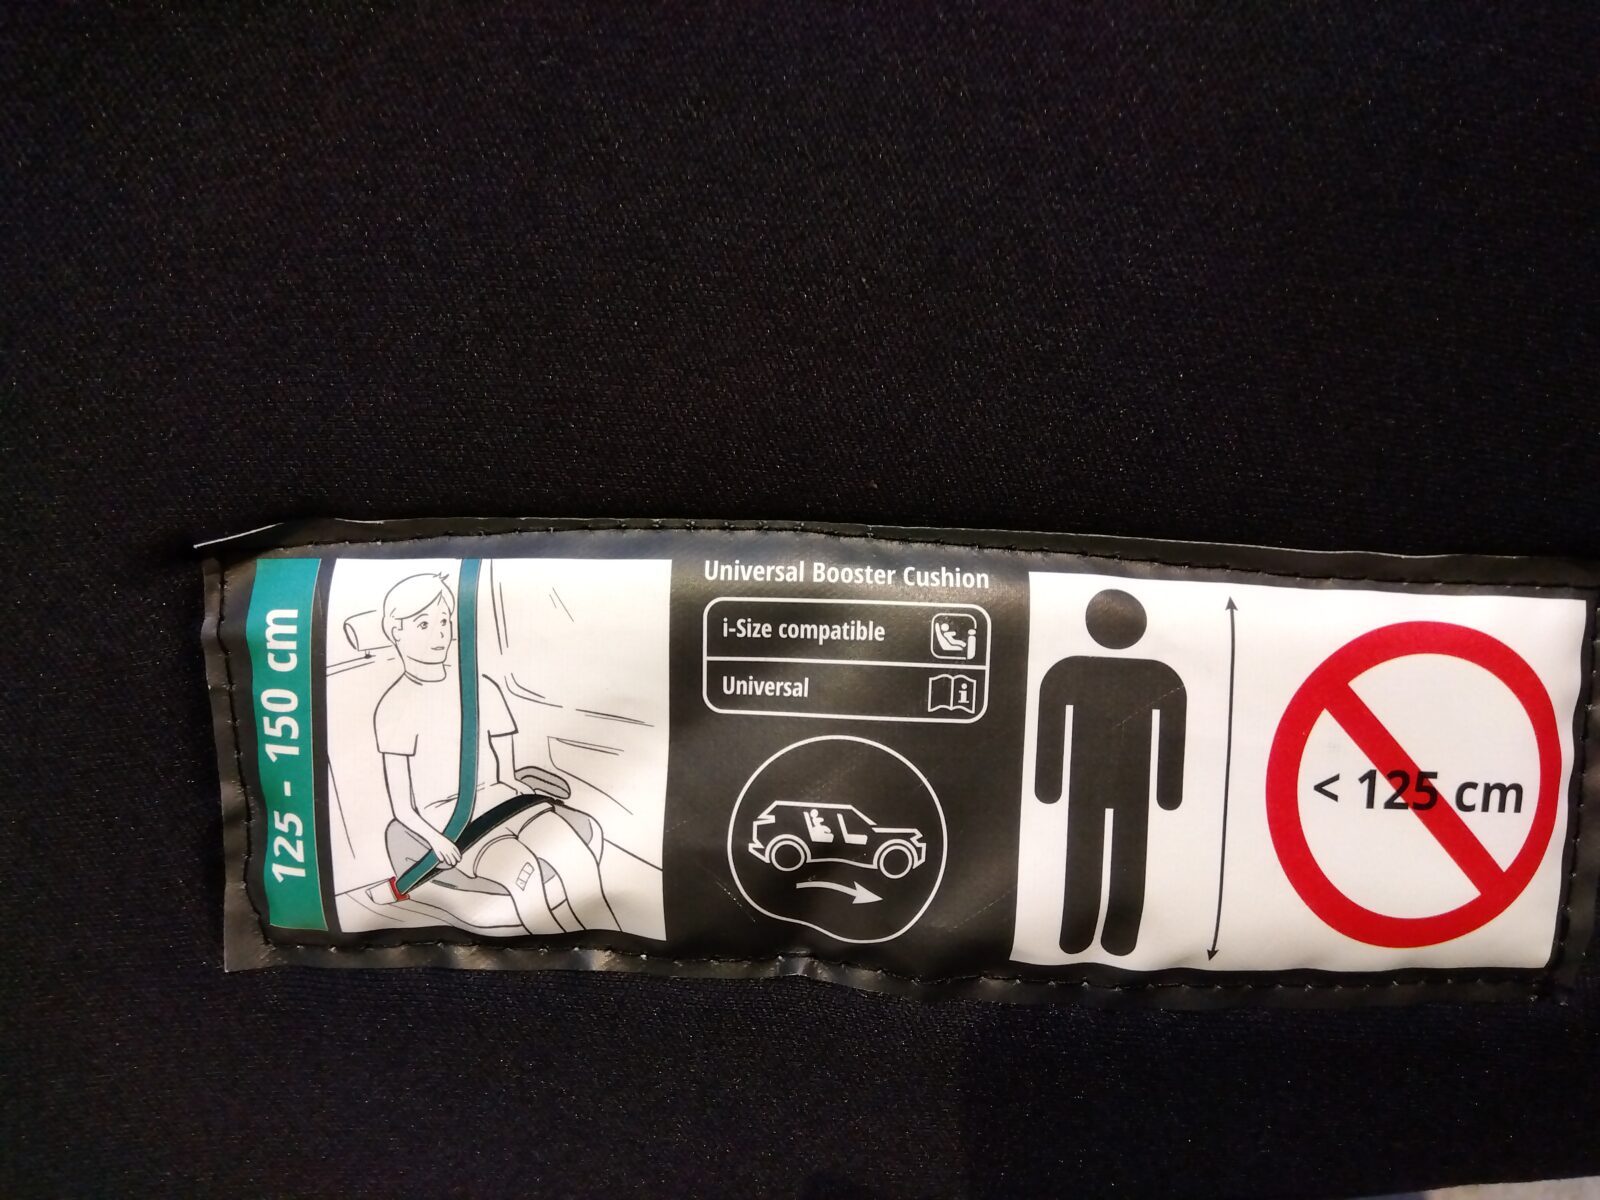 125 - 150 cm
Universal Booster Cushion
i-Size compatible
Universal
< 125 cm